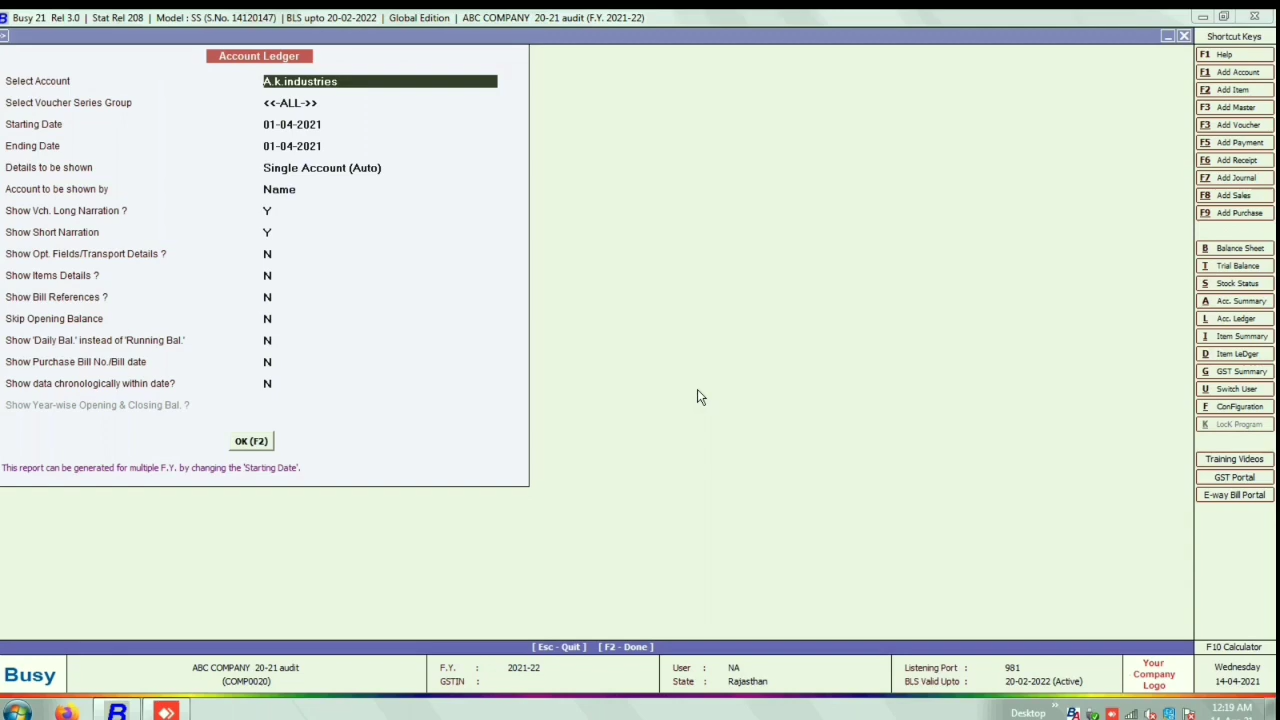 Busy 21 Rel 3.0 | Stat Rel 208 | Model : SS (S.No. 14120147) | BLS upto 20-02-2022 | Global Edition | ABC COMPANY 20-21 audit (F.Y. 2021-22)
Shortcut Keys
Account Ledger
Select Account A.k.industries
Select Voucher Series Group <<-ALL->>
Starting Date 01-04-2021
Ending Date 01-04-2021
Details to be shown Single Account (Auto)
Account to be shown by Name
Show Vch. Long Narration ? Y
Show Short Narration Y
Show Opt. Fields/Transport Details ? N
Show Items Details ? N
Show Bill References ? N
Skip Opening Balance N
Show 'Daily Bal.' instead of 'Running Bal.' N
Show Purchase Bill No./Bill date N
Show data chronologically within date? N
Show Year-wise Opening & Closing Bal. ?
OK (F2)
This report can be generated for multiple F.Y. by changing the 'Starting Date'.
F1 Help
F1 Add Account
F2 Add Item
F3 Add Master
F3 Add Voucher
F5 Add Payment
F6 Add Receipt
F7 Add Journal
F8 Add Sales
F9 Add Purchase
B Balance Sheet
T Trial Balance
S Stock Status
A Acc. Summary
L Acc. Ledger
I Item Summary
D Item LeDger
G GST Summary
U Switch User
F ConFiguration
K LocK Program
Training Videos
GST Portal
E-way Bill Portal
[ Esc - Quit ] [ F2 - Done ]
F10 Calculator
Busy
ABC COMPANY 20-21 audit
(COMP0020)
F.Y. : 2021-22
GSTIN :
User : NA
State : Rajasthan
Listening Port : 981
BLS Valid Upto : 20-02-2022 (Active)
Your
Company
Logo
Wednesday
14-04-2021
Desktop
12:19 AM